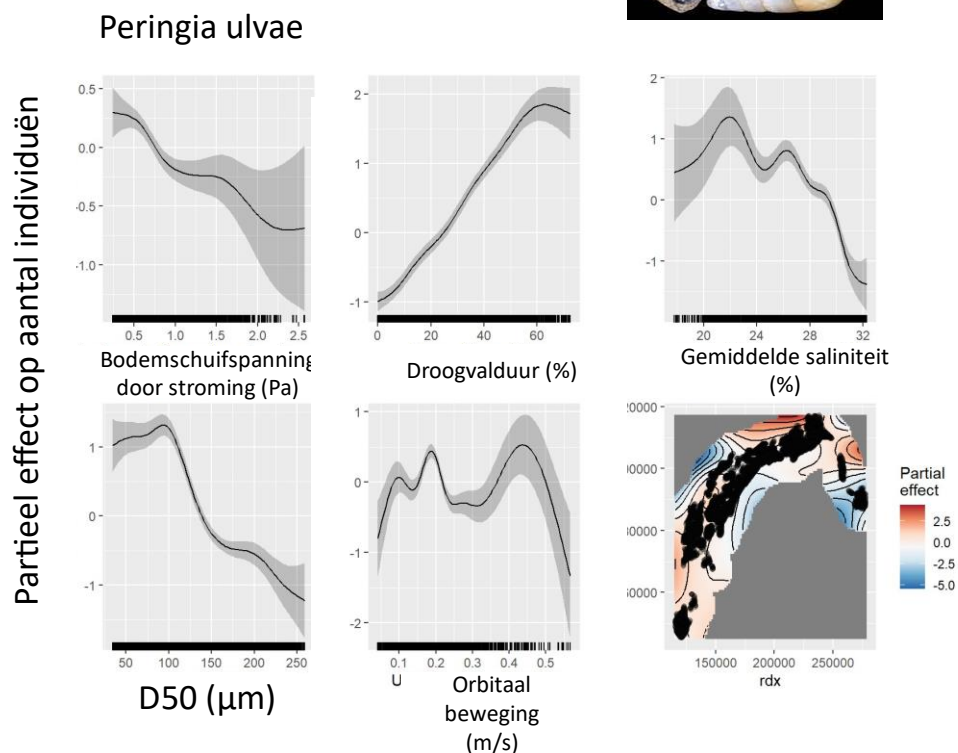 Peringia ulvae
Partieel effect op aantal individuën
0.5
0.0
-0.5
-1.0
0.5 1.0 1.5 2.0 2.5
Bodemschuifspanning
door stroming (Pa)
2
1
0
-1
0 20 40 60
Droogvalduur (%)
2
1
0
-1
20 24 28 32
Gemiddelde saliniteit
(%)
1
0
-1
50 100 150 200 250
D50 (µm)
1
0
-1
-2
0.1 0.2 0.3 0.4 0.5
U
Orbitaal
beweging
(m/s)
20000
00000
80000
60000
150000 200000 250000
rdx
Partial
effect
2.5
0.0
-2.5
-5.0